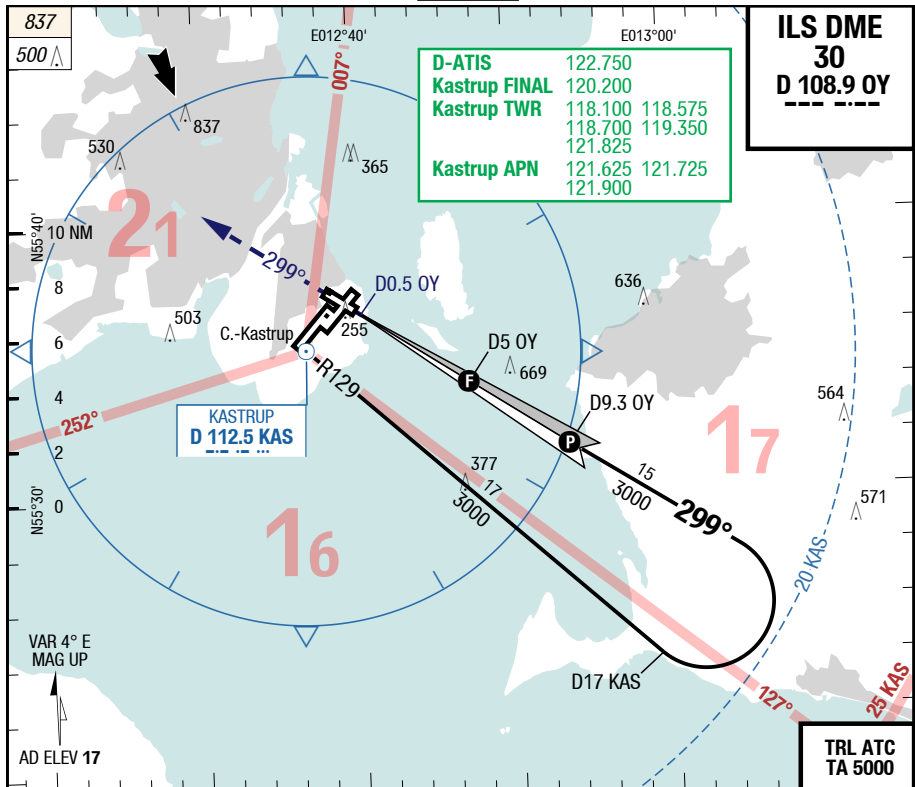 837
500
E012°40'
E013°00'
ILS DME
30
D 108.9 OY
D-ATIS 122.750
Kastrup FINAL 120.200
Kastrup TWR 118.100 118.575
118.700 119.350
121.825
Kastrup APN 121.625 121.725
121.900
007°
837
530
365
21
N55°40'
10 NM
299°
D0.5 OY
636
8
503
C.-Kastrup
255
6
D5 OY
R129
F
669
4
252°
KASTRUP
D 112.5 KAS
D9.3 OY
P
564
17
2
377
17
3000
15
3000
299°
571
N55°30'
0
16
20 KAS
VAR 4° E
MAG UP
D17 KAS
127°
25 KAS
AD ELEV 17
TRL ATC
TA 5000